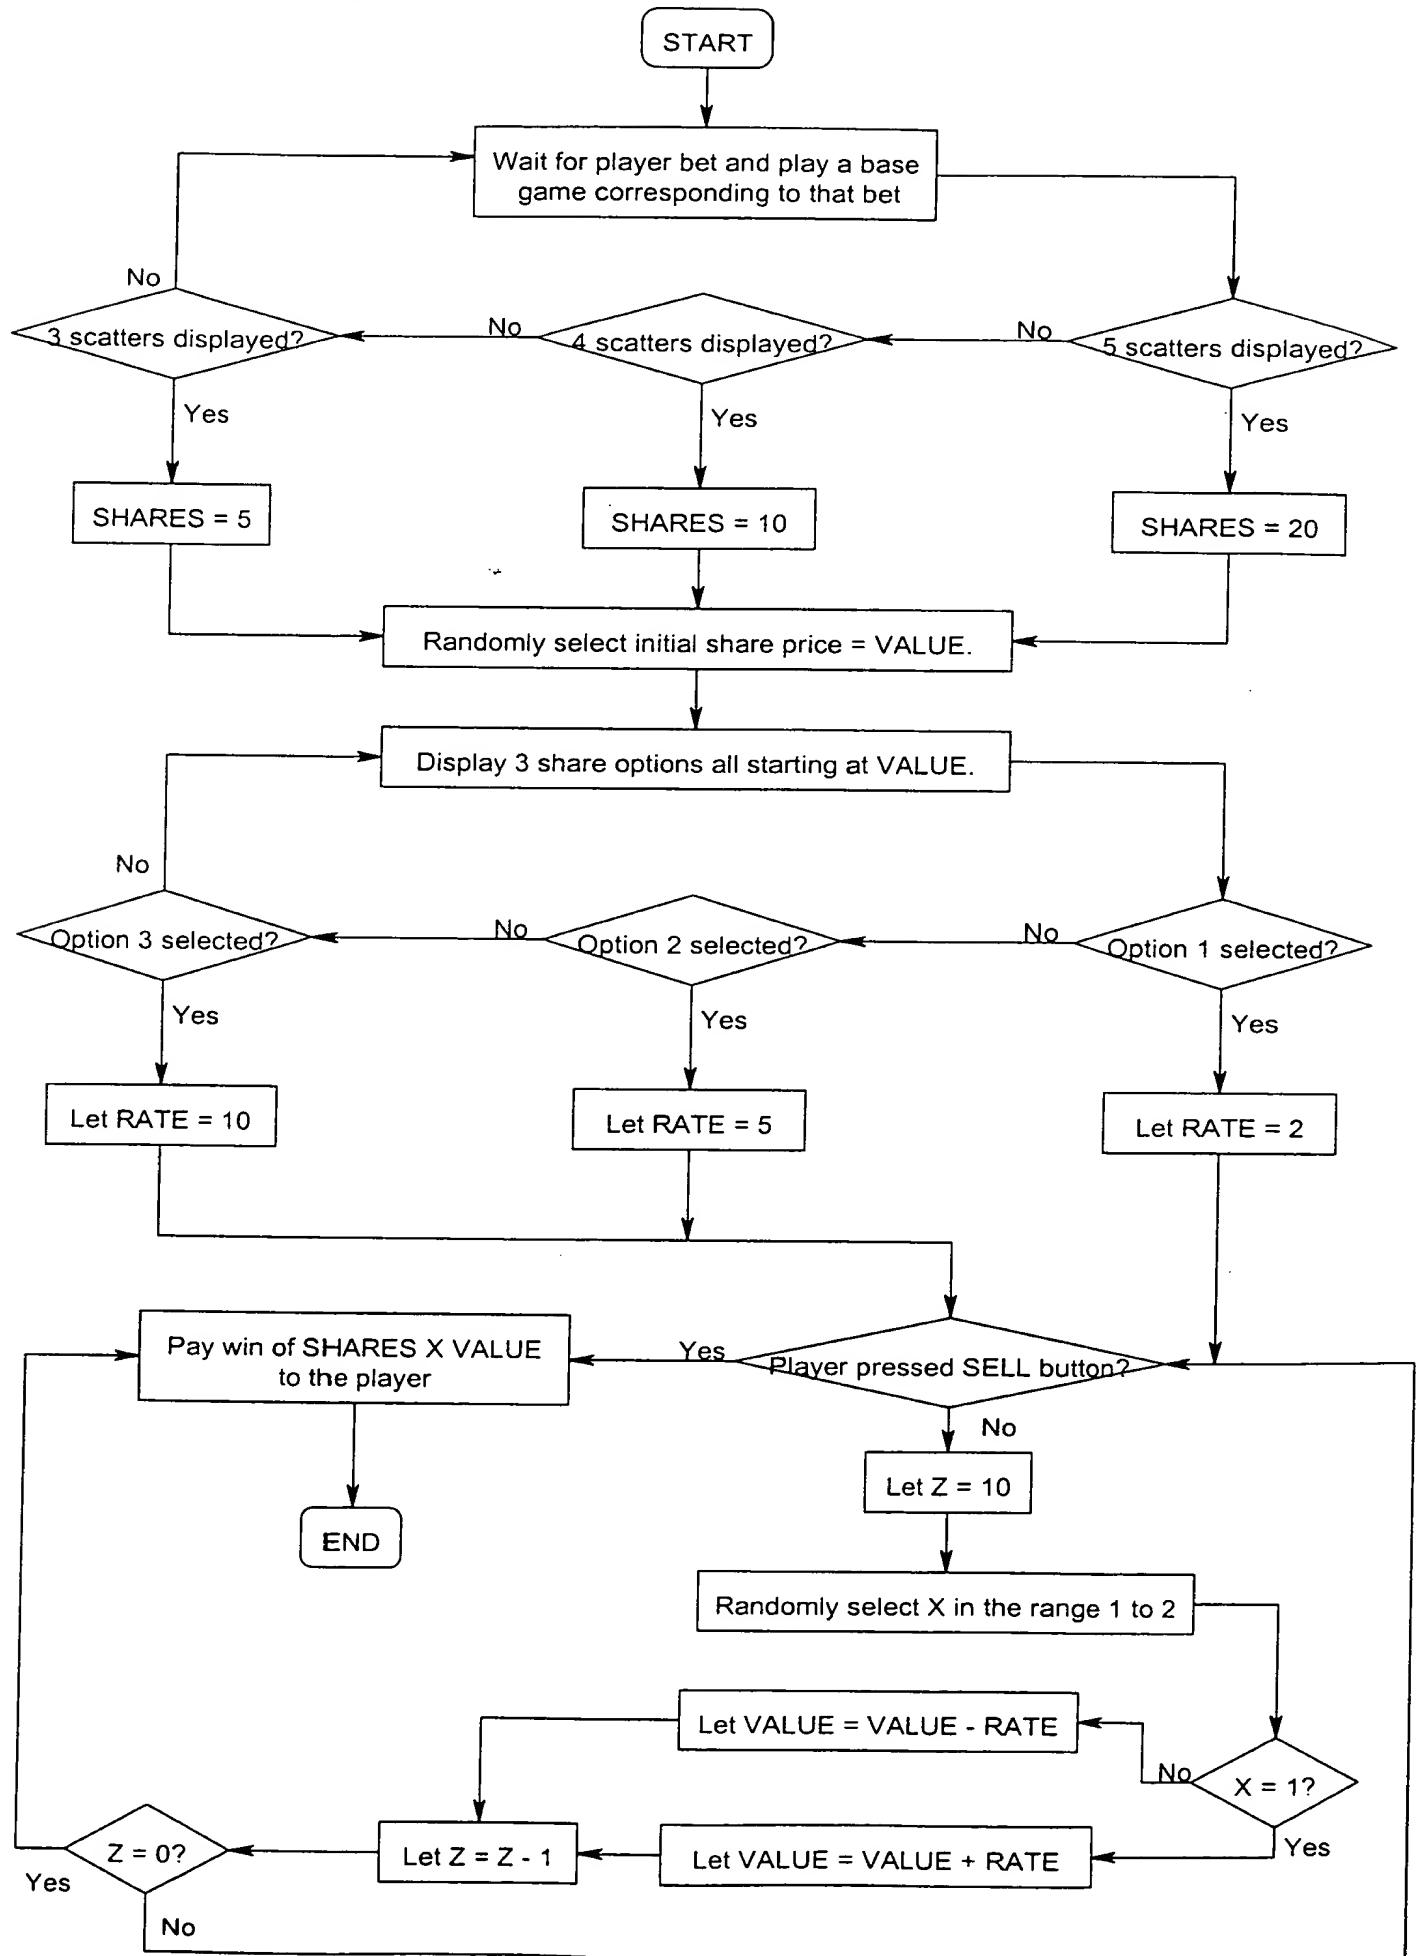 START
Wait for player bet and play a base
game corresponding to that bet
No
3 scatters displayed?
No
4 scatters displayed?
No
5 scatters displayed?
Yes
Yes
Yes
SHARES = 5
SHARES = 10
SHARES = 20
Randomly select initial share price = VALUE.
Display 3 share options all starting at VALUE.
No
Option 3 selected?
No
Option 2 selected?
No
Option 1 selected?
Yes
Yes
Yes
Let RATE = 10
Let RATE = 5
Let RATE = 2
Pay win of SHARES X VALUE
to the player
Yes
Player pressed SELL button?
No
Let Z = 10
END
Randomly select X in the range 1 to 2
Let VALUE = VALUE - RATE
No
X = 1?
Yes
Z = 0?
Let Z = Z - 1
Let VALUE = VALUE + RATE
Yes
No